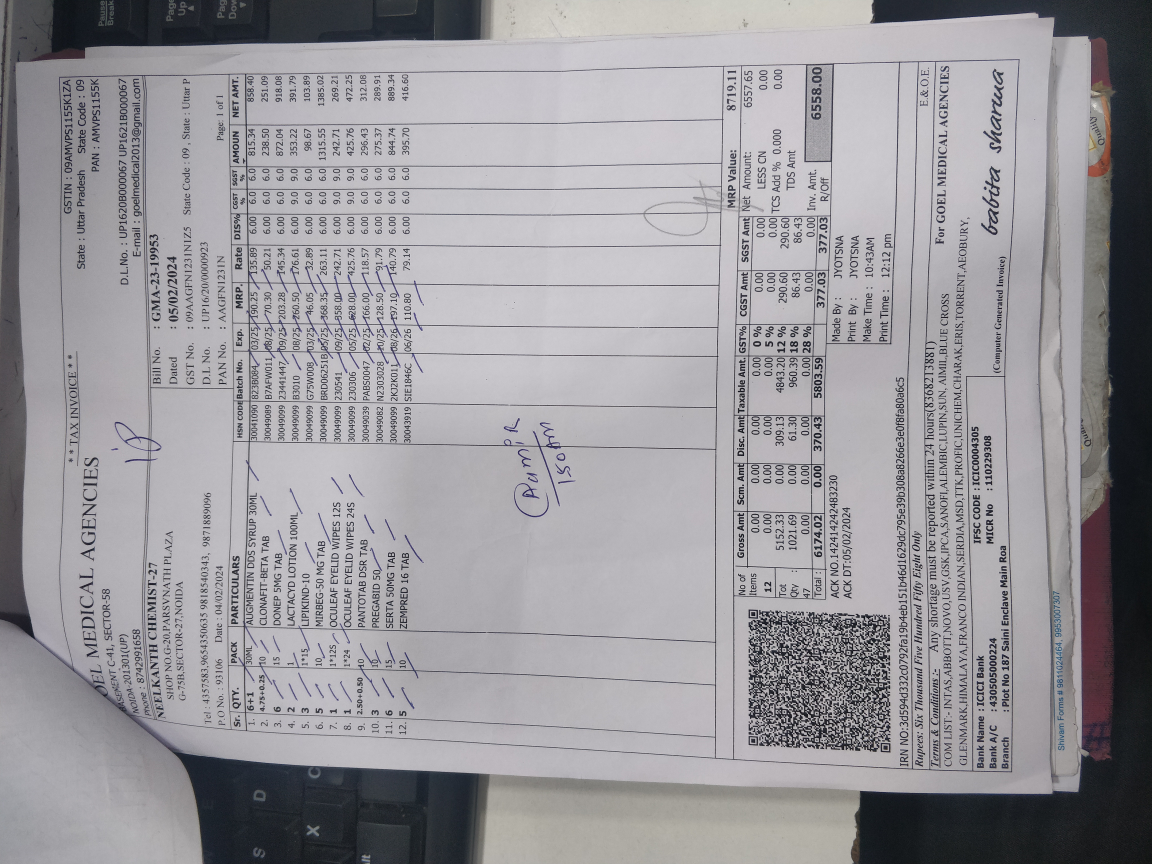 ** TAX INVOICE **
GSTIN : 09AMVPS1155K1ZA
State : Uttar Pradesh State Code : 09
PAN : AMVPS1155K
MEDICAL AGENCIES
C-41, SECTOR-58
NOIDA-201301(UP)
Phone : 8742991658
D.L. No. : UP1620B000067 UP1621B000067
E-mail : goelmedical2013@gmail.com
NEELKANTH CHEMIST-27
SHOP NO.G-20,PARSVNATH PLAZA
G-75B,SECTOR-27,NOIDA
Tel : 4357583,9654350635 9818540343, 9871889096
P.O No. : 93106 Date : 04/02/2024
Bill No. : GMA-23-19953
Dated : 05/02/2024
GST No. : 09AAGFN1231N1Z5 State Code : 09 , State : Uttar P
D.L No. : UP16/20/0000923
PAN No. : AAGFN1231N Page: 1 of 1
Sr. QTY. PACK PARTICULARS HSN code Batch No. Exp. MRP. Rate DIS% CGST % SGST % AMOUN NET AMT.
1. 6+1 30ML AUGMENTIN DDS SYRUP 30ML 30041090 823B084 03/25 190.25 135.89 6.00 6.0 6.0 815.34 858.40
2. 4.75+0.25 10 CLONAFIT-BETA TAB 30049089 B7AFW011 08/25 70.30 50.21 6.00 6.0 6.0 238.50 251.09
3. 6 15 DONEP 5MG TAB 30049099 23441447 09/25 203.28 145.34 6.00 6.0 6.0 872.04 918.08
4. 2 1 LACTACYD LOTION 100ML 30049099 B3010 08/25 260.50 176.61 6.00 9.0 9.0 353.22 391.79
5. 3 1*15 LIPIKIND-10 30049099 G75W008 03/25 46.05 32.89 6.00 6.0 6.0 98.67 103.89
6. 5 10 MIRBEG-50 MG TAB 30049099 BRD062518 05/25 368.35 263.11 6.00 6.0 6.0 1315.55 1385.02
7. 1 1*12S OCULEAF EYELID WIPES 12S 30049099 230541 09/25 358.00 242.71 6.00 9.0 9.0 242.71 269.21
8. 1 1*24 OCULEAF EYELID WIPES 24S 30049099 230306 05/25 628.00 425.76 6.00 9.0 9.0 425.76 472.25
9. 2.50+0.50 10 PANTOTAB DSR TAB 30049039 PABS0047 02/25 166.00 118.57 6.00 6.0 6.0 296.43 312.08
10. 3 10 PREGABID 50 30049082 N2303028 10/25 128.50 91.79 6.00 6.0 6.0 275.37 289.91
11. 6 15 SERTA 50MG TAB 30049099 2KJ2K011 08/26 197.10 140.79 6.00 6.0 6.0 844.74 889.34
12. 5 10 ZEMPRED 16 TAB 30043919 SIE1846C 06/26 110.80 79.14 6.00 6.0 6.0 395.70 416.60
MRP Value: 8719.11
No of Items Gross Amt Scm. Amt Disc. Amt Taxable Amt. GST% CGST Amt SGST Amt
12 0.00 0.00 0.00 0.00 0 % 0.00 0.00
0.00 0.00 0.00 0.00 5 % 0.00 0.00
Tot 5152.33 0.00 309.13 4843.20 12 % 290.60 290.60
Qty : 1021.69 0.00 61.30 960.39 18 % 86.43 86.43
47 0.00 0.00 0.00 0.00 28 % 0.00 0.00
Total : 6174.02 0.00 370.43 5803.59 377.03 377.03
Net Amount: 6557.65
LESS CN 0.00
TCS Add % 0.000 0.00
TDS Amt
Inv. Amt. 6558.00
R/Off
ACK NO.142414242483230
ACK DT:05/02/2024
Made By : JYOTSNA
Print By : JYOTSNA
Make Time : 10:43AM
Print Time : 12:12 pm
IRN NO:3d594d332c0792fa19b4eb151b46d1629dc795e39b308a8266e3e0f8fa80a6c5
Rupees: Six Thousand Five Hundred Fifty Eight Only
E.& O.E.
Terms & Conditions :- Any shortage must be reported within 24 hours(8368213881)
COM LIST:- INTAS,ABBOTT,NOVO,USV,GSK,IPCA,SANOFI,ALEMBIC,LUPIN,SUN, AIMIL,BLUE CROSS
GLENMARK,HIMALAYA,FRANCO INDIAN,SERDIA,MSD,TTK,PROFIC,UNICHEM,CHARAK,ERIS,TORRENT,AEOBURY,
For GOEL MEDICAL AGENCIES
babita sharma
Bank Name : ICICI Bank IFSC CODE : ICIC0004305
Bank A/C : 430505000224 MICR No : 110229308
Branch : Plot No 187 Saini Enclave Main Roa
(Computer Generated Invoice)
Shivam Forms # 9811024464, 9953007307